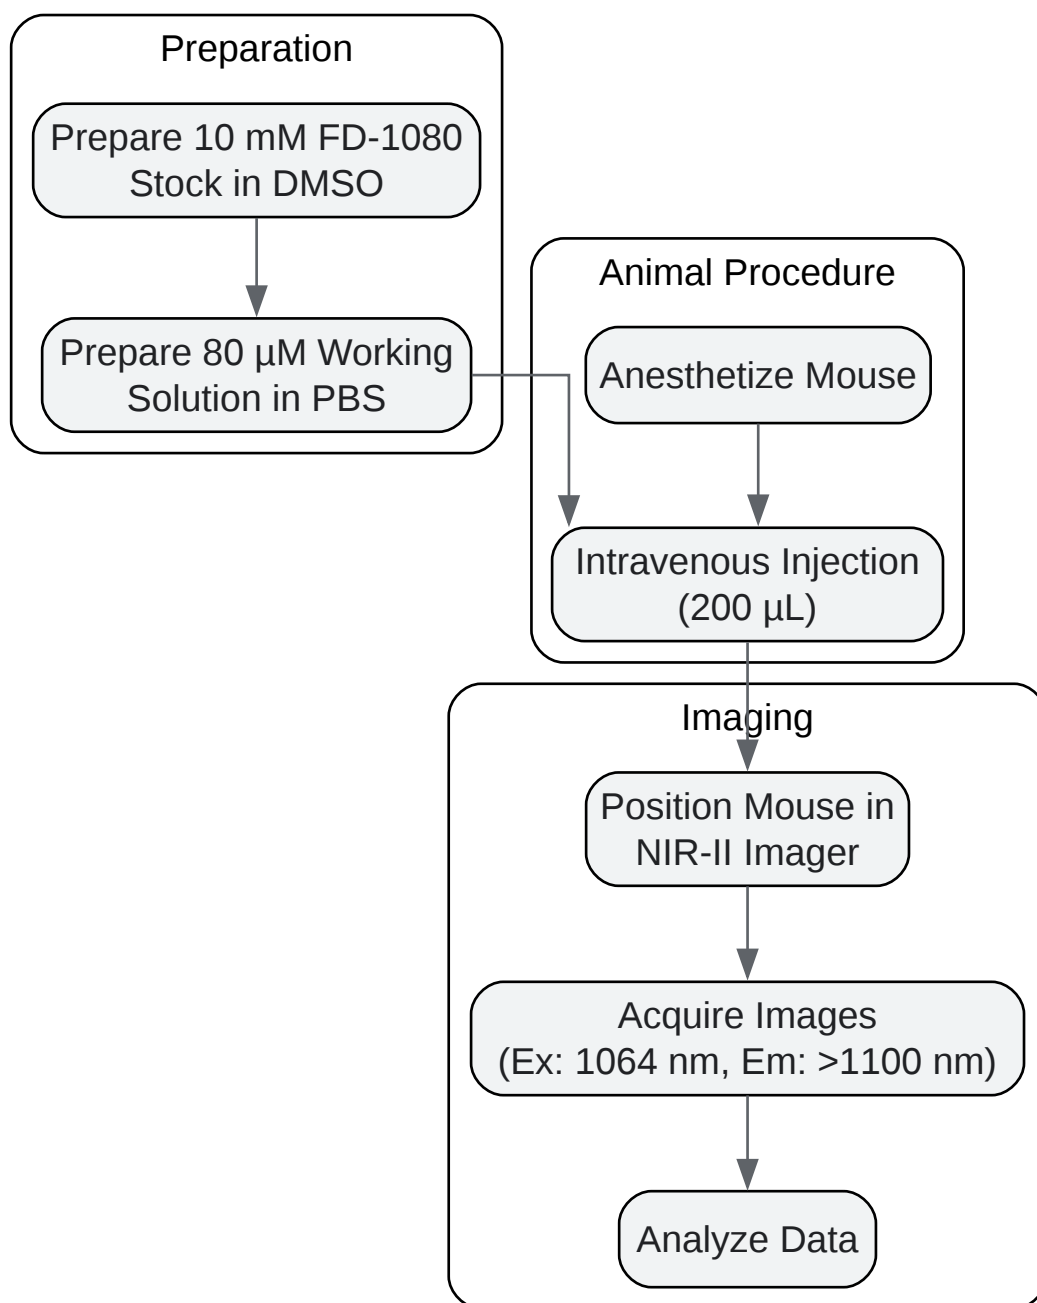 Preparation
Prepare 10 mM FD-1080
Stock in DMSO
Prepare 80 µM Working
Solution in PBS
Animal Procedure
Anesthetize Mouse
Intravenous Injection
(200 µL)
Imaging
Position Mouse in
NIR-II Imager
Acquire Images
(Ex: 1064 nm, Em: >1100 nm)
Analyze Data